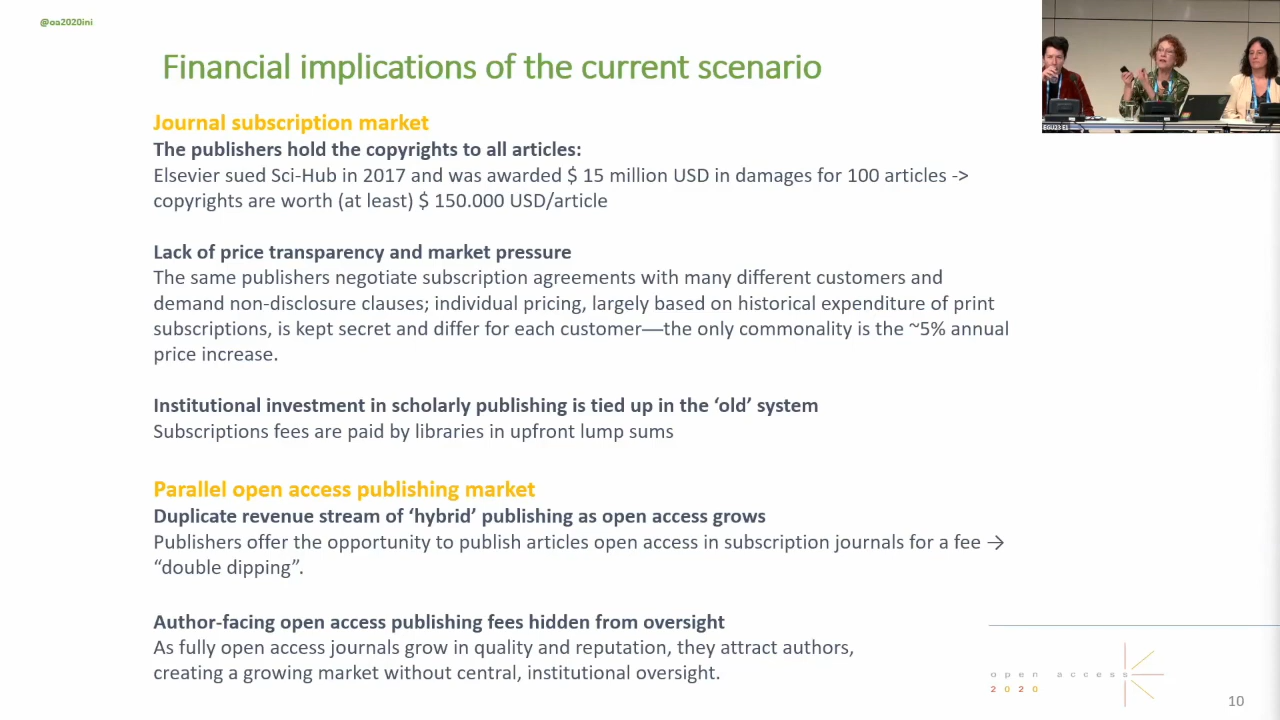 @oa2020ini
Financial implications of the current scenario
Journal subscription market
The publishers hold the copyrights to all articles:
Elsevier sued Sci-Hub in 2017 and was awarded $ 15 million USD in damages for 100 articles ->
copyrights are worth (at least) $ 150.000 USD/article
Lack of price transparency and market pressure
The same publishers negotiate subscription agreements with many different customers and
demand non-disclosure clauses; individual pricing, largely based on historical expenditure of print
subscriptions, is kept secret and differ for each customer—the only commonality is the ~5% annual
price increase.
Institutional investment in scholarly publishing is tied up in the ‘old’ system
Subscriptions fees are paid by libraries in upfront lump sums
Parallel open access publishing market
Duplicate revenue stream of ‘hybrid’ publishing as open access grows
Publishers offer the opportunity to publish articles open access in subscription journals for a fee →
“double dipping”.
Author-facing open access publishing fees hidden from oversight
As fully open access journals grow in quality and reputation, they attract authors,
creating a growing market without central, institutional oversight.
open access
2020
10